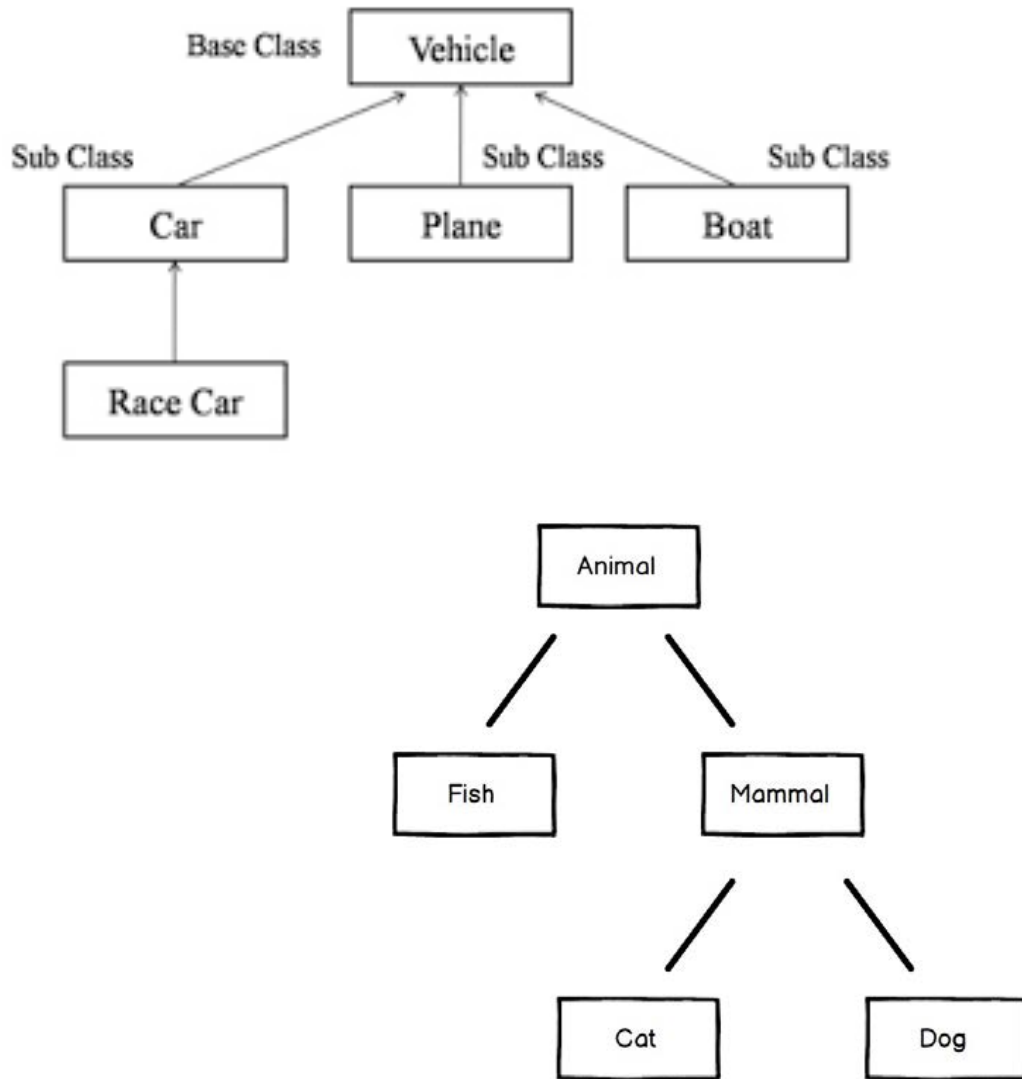 Base Class
Vehicle
Sub Class
Sub Class
Sub Class
Car
Plane
Boat
Race Car
Animal
Fish
Mammal
Cat
Dog